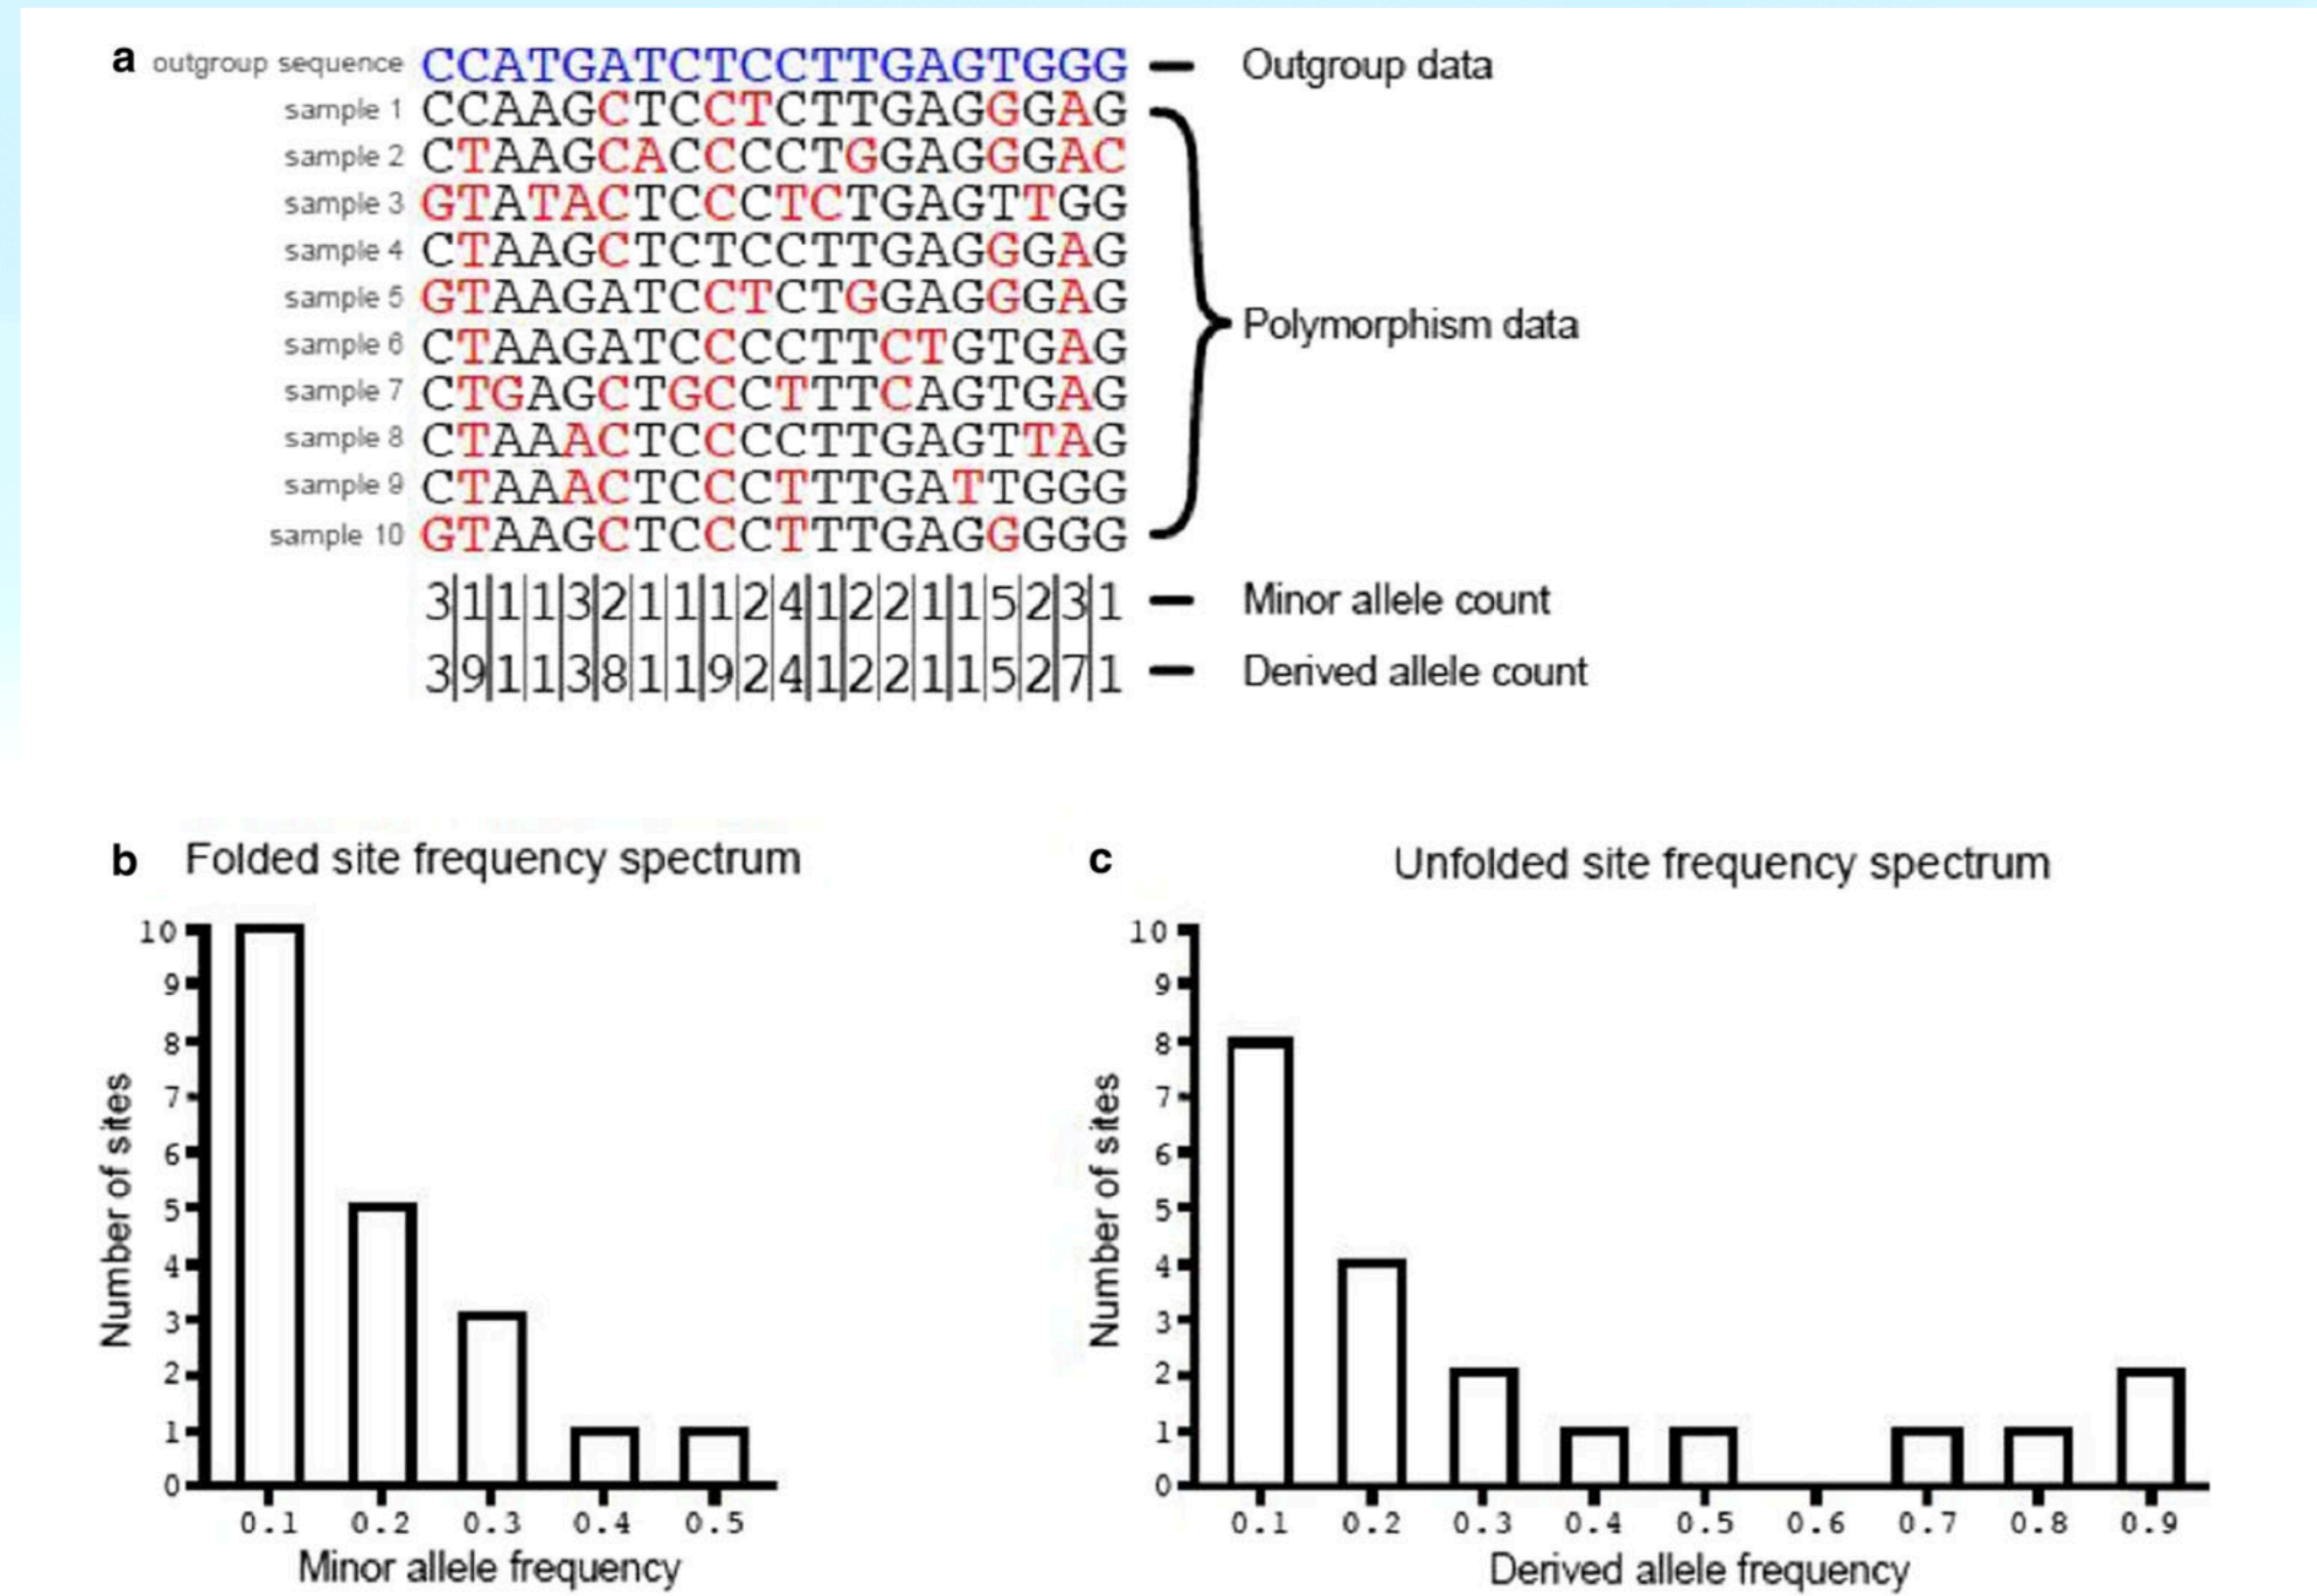 a outgroup sequence CCATGATCTCCTTGAGTGGG Outgroup data
sample 1 CCAAGCTCCTCTTGAGGGAG
sample 2 CTAAGCACCCCTGGAGGGAC
sample 3 GTATACTCCCTCTGAGTTGG
sample 4 CTAAGCTCTCCTTGAGGGAG
sample 5 GTAAGATCCTCTGGAGGGAG
sample 6 CTAAGATCCCCTTCTGTGAG
sample 7 CTGAGCTGCCTTTCAGTGAG
sample 8 CTAAACTCCCCTTGAGTTAG
sample 9 CTAAACTCCCTTTGATTGGG
sample 10 GTAAGCTCCCTTTGAGGGGG
Polymorphism data
3|1|1|1|3|2|1|1|1|2|4|1|2|2|1|1|5|2|3|1 Minor allele count
3|9|1|1|3|8|1|1|9|2|4|1|2|2|1|1|5|2|7|1 Derived allele count
b Folded site frequency spectrum
Number of sites
10
9
8
7
6
5
4
3
2
1
0
0.1 0.2 0.3 0.4 0.5
Minor allele frequency
c Unfolded site frequency spectrum
Number of sites
10
9
8
7
6
5
4
3
2
1
0
0.1 0.2 0.3 0.4 0.5 0.6 0.7 0.8 0.9
Derived allele frequency